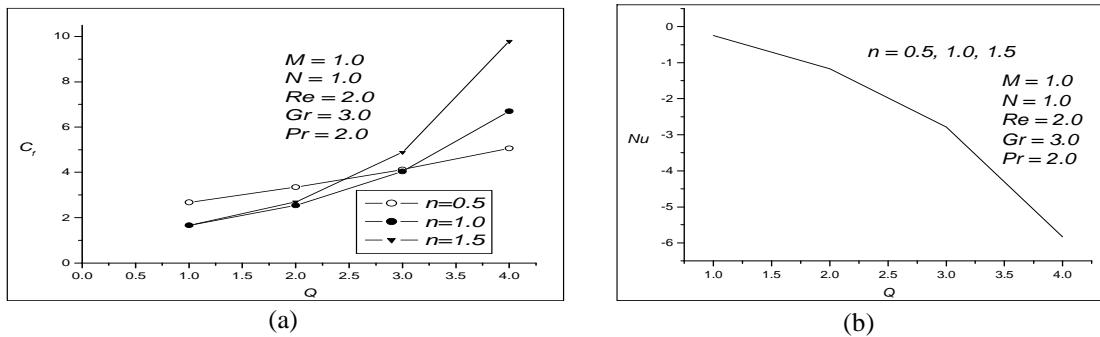 10
8
6
4
2
0
C_f
M = 1.0
N = 1.0
Re = 2.0
Gr = 3.0
Pr = 2.0
n=0.5
n=1.0
n=1.5
0.0 0.5 1.0 1.5 2.0 2.5 3.0 3.5 4.0
Q
(a)
0
-1
-2
-3
-4
-5
-6
Nu
n = 0.5, 1.0, 1.5
M = 1.0
N = 1.0
Re = 2.0
Gr = 3.0
Pr = 2.0
1.0 1.5 2.0 2.5 3.0 3.5 4.0
Q
(b)